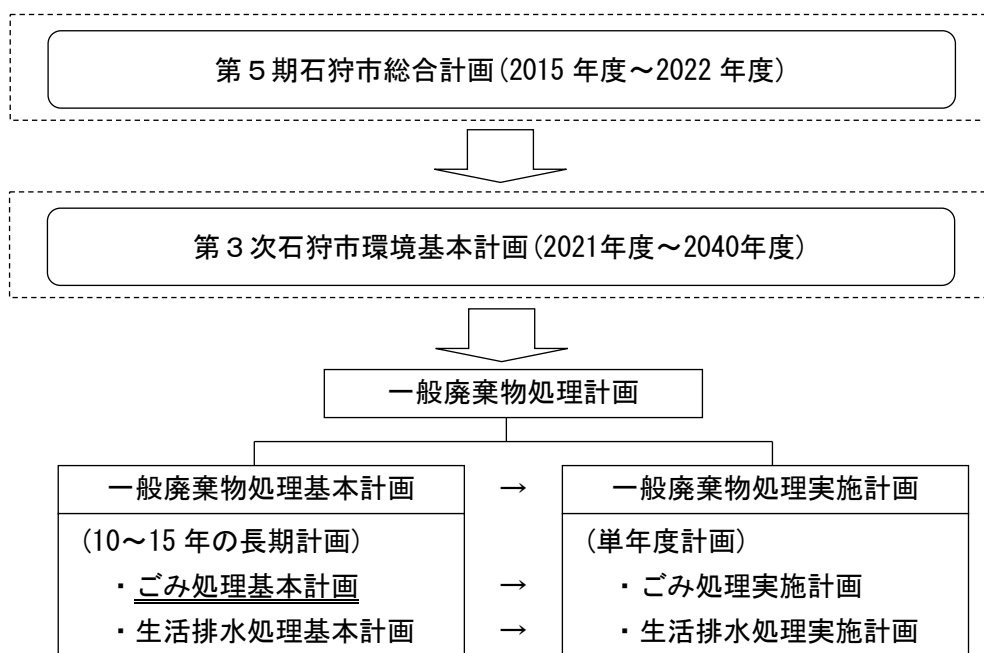 第５期石狩市総合計画(2015 年度～2022 年度)
第３次石狩市環境基本計画(2021年度～2040年度)
一般廃棄物処理計画
一般廃棄物処理基本計画 → 一般廃棄物処理実施計画
(10～15 年の長期計画) (単年度計画)
・ごみ処理基本計画 → ・ごみ処理実施計画
・生活排水処理基本計画 → ・生活排水処理実施計画